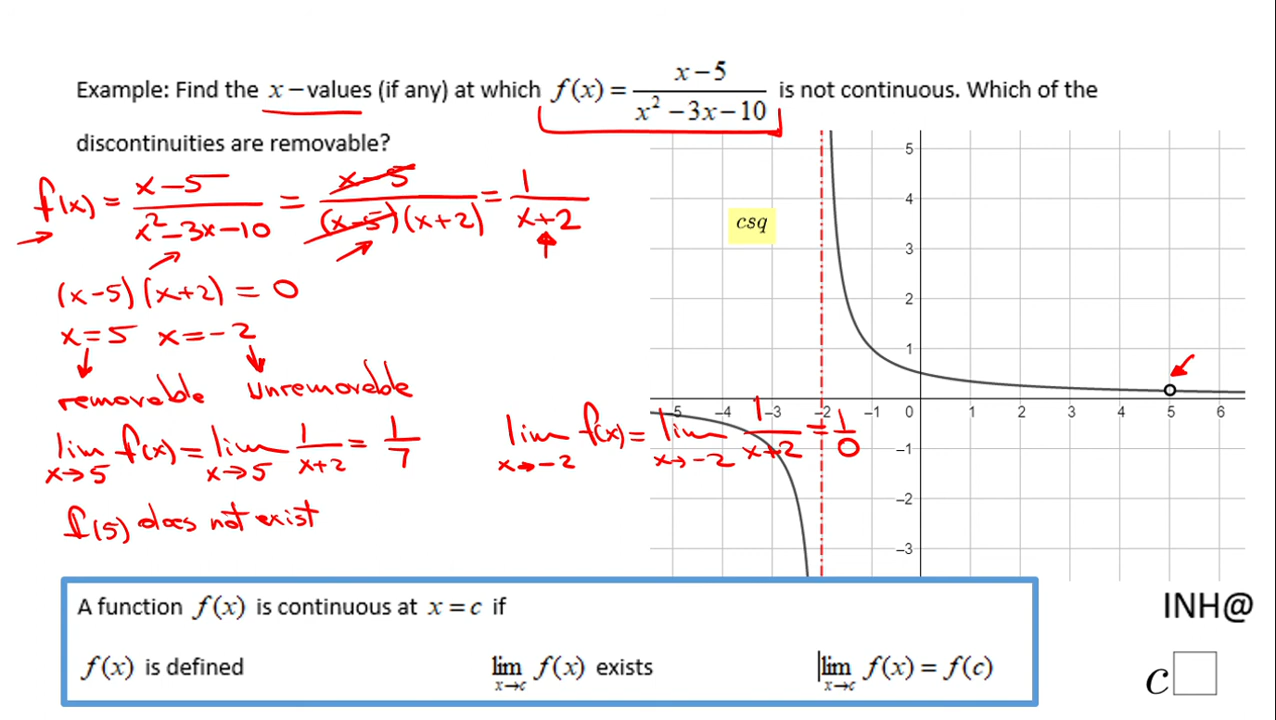 Example: Find the x – values (if any) at which f(x) = (x − 5)/(x² − 3x − 10) is not continuous. Which of the
discontinuities are removable?
f(x) = (x − 5)/(x² − 3x − 10) = (x − 5)/((x − 5)(x + 2)) = 1/(x + 2)
(x − 5)(x + 2) = 0
x = 5 x = −2
removable unremovable
lim x→5 f(x) = lim x→5 1/(x + 2) = 1/7
lim x→−2 f(x) = lim x→−2 1/(x + 2) = 1/0
f(5) does not exist
csq
5
4
3
2
1
−5 −4 −3 −2 −1 0 1 2 3 4 5 6
−1
−2
−3
A function f(x) is continuous at x = c if
f(x) is defined lim x→c f(x) exists lim x→c f(x) = f(c)
INH@
c □